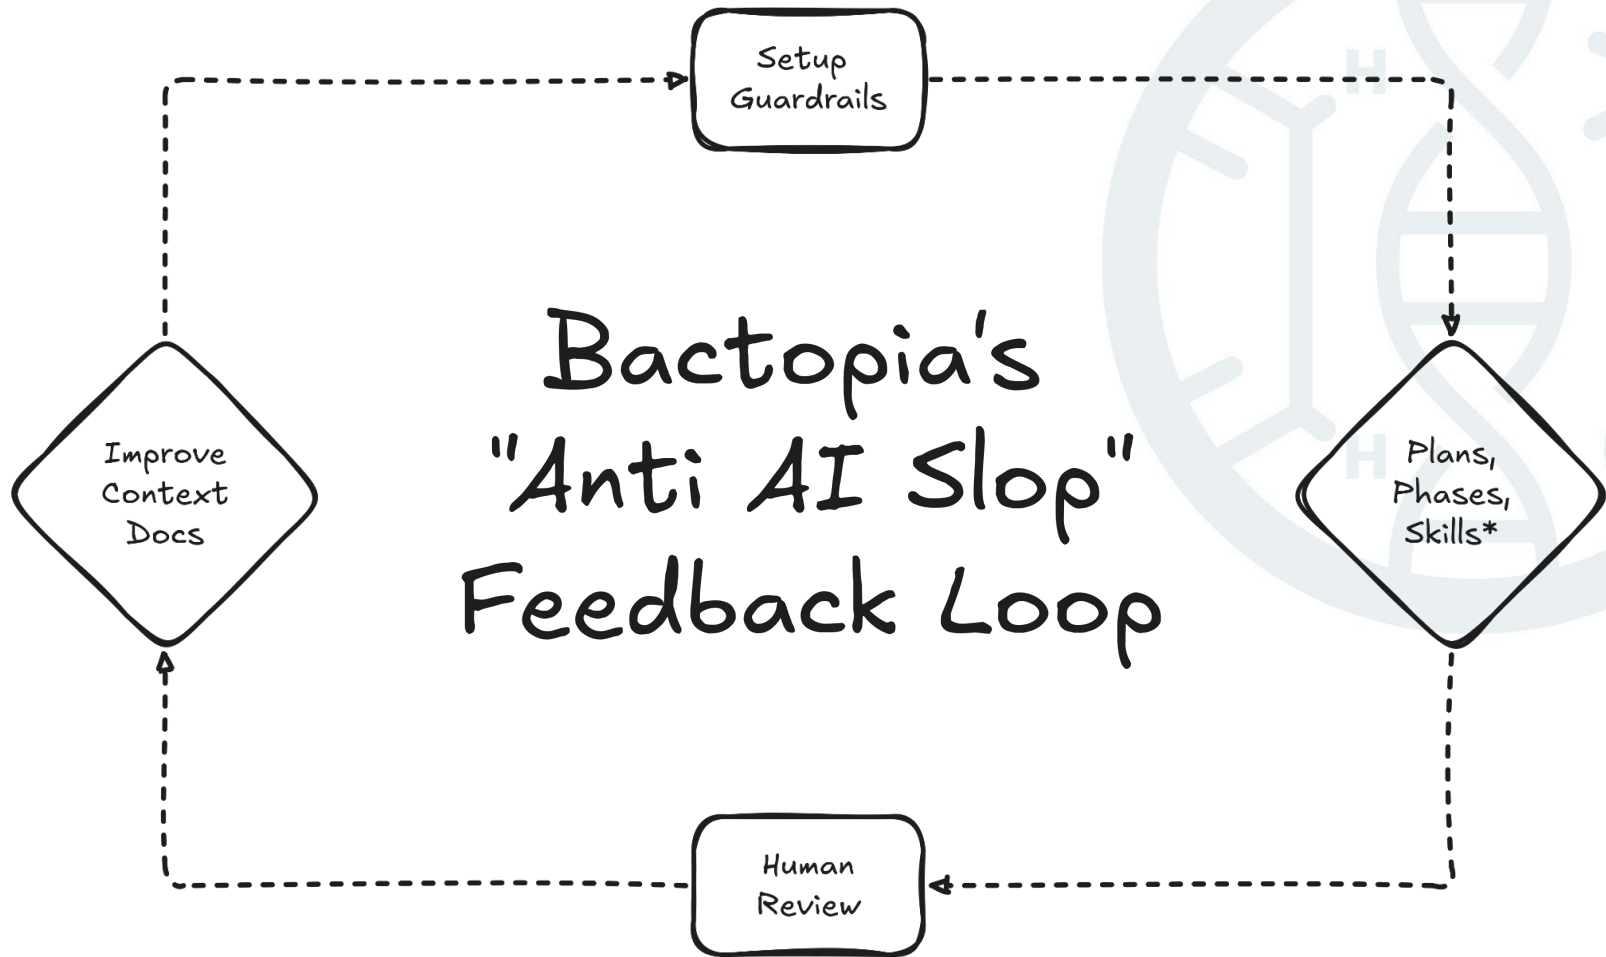 Setup
Guardrails
H
Bactopia's
"Anti AI Slop"
Feedback Loop
Improve
Context
Docs
H
Plans,
Phases,
Skills*
Human
Review